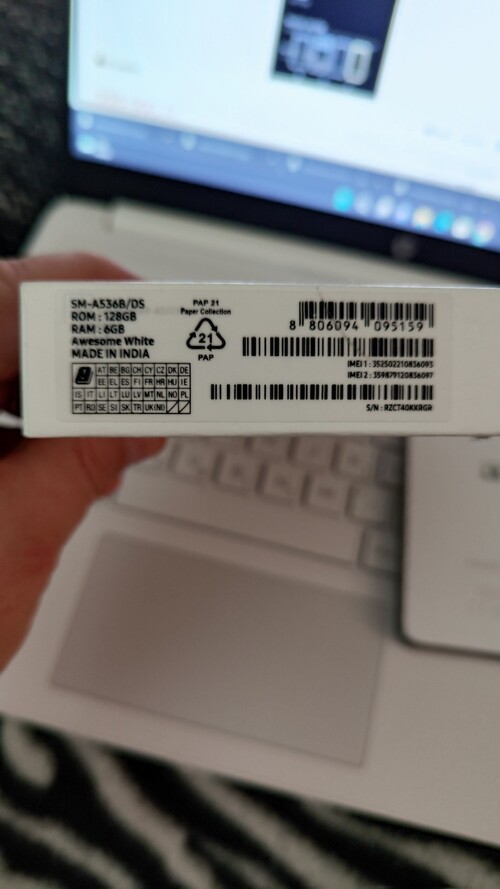 SM-A536B/DS
ROM : 128GB
RAM : 6GB
Awesome White
MADE IN INDIA
AT BE BG CH CY CZ DK DE
EE EL ES FI FR HR HU IE
IS IT LI LT LU LV MT NL NO PL
PT RO SE SI SK TR UK(NI)
PAP 21
Paper Collection
21
PAP
8 806094 095159
IMEI 1 : 352502210836093
IMEI 2 : 359879120836097
S/N : RZCT40KXRGR